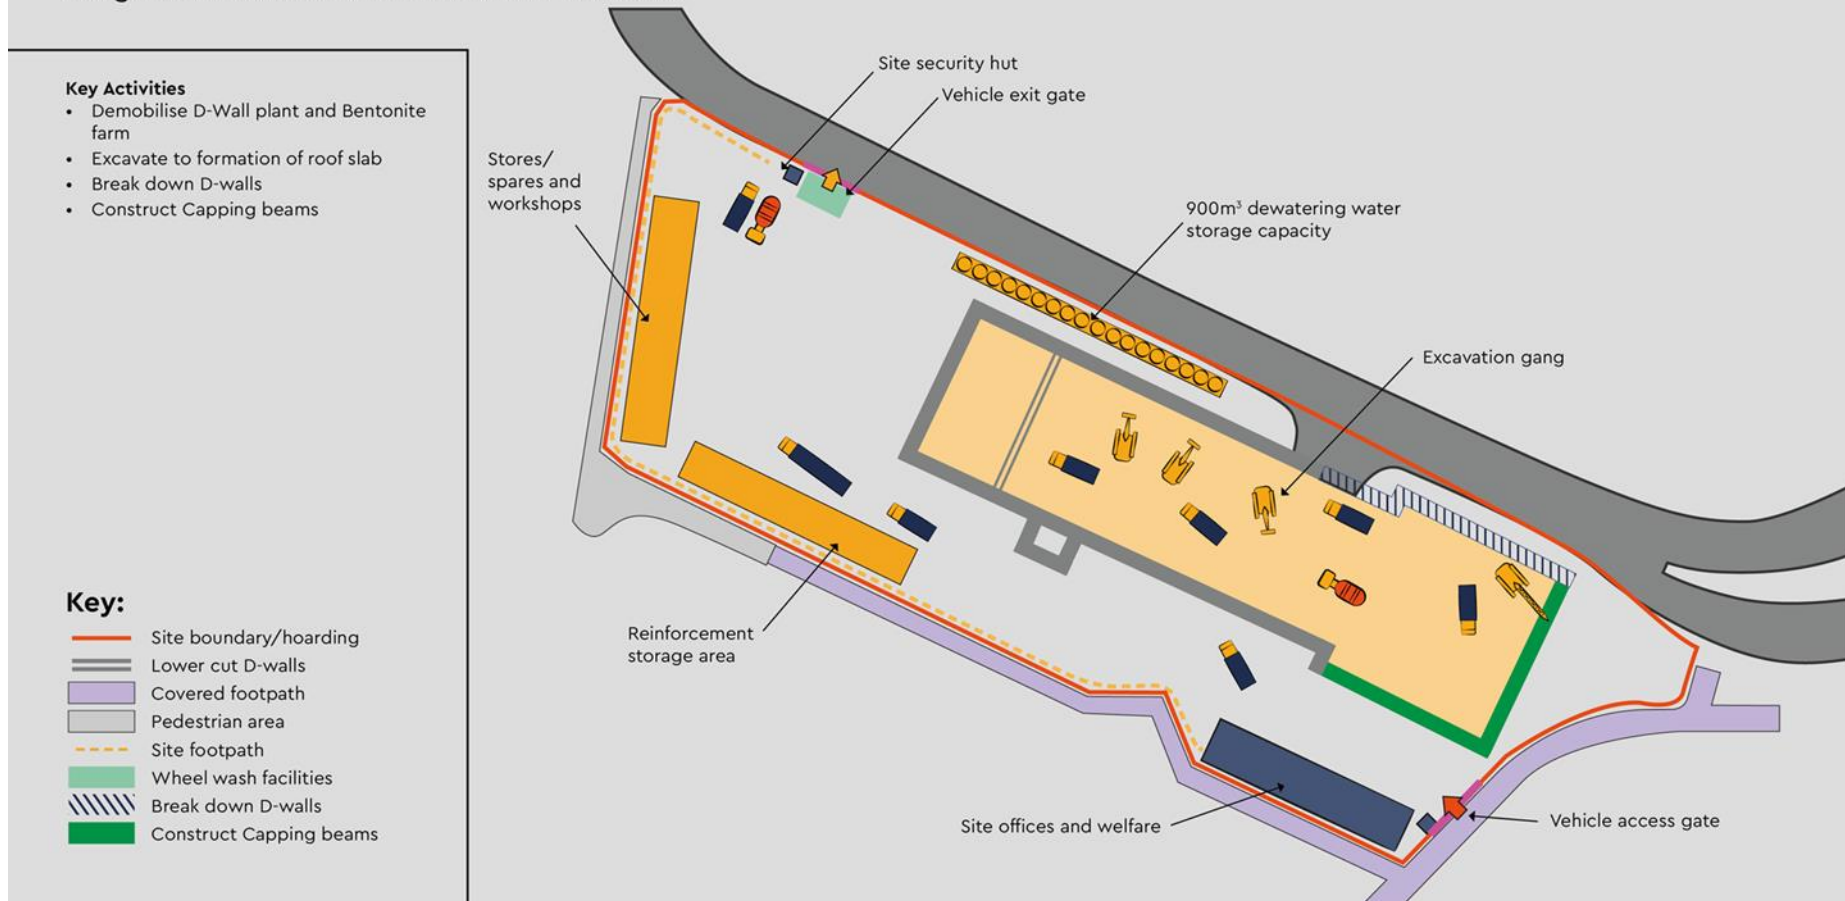 Key Activities
• Demobilise D-Wall plant and Bentonite
farm
• Excavate to formation of roof slab
• Break down D-walls
• Construct Capping beams
Site security hut
Vehicle exit gate
Stores/
spares and
workshops
900m³ dewatering water
storage capacity
Excavation gang
Reinforcement
storage area
Site offices and welfare
Vehicle access gate
Key:
Site boundary/hoarding
Lower cut D-walls
Covered footpath
Pedestrian area
Site footpath
Wheel wash facilities
Break down D-walls
Construct Capping beams